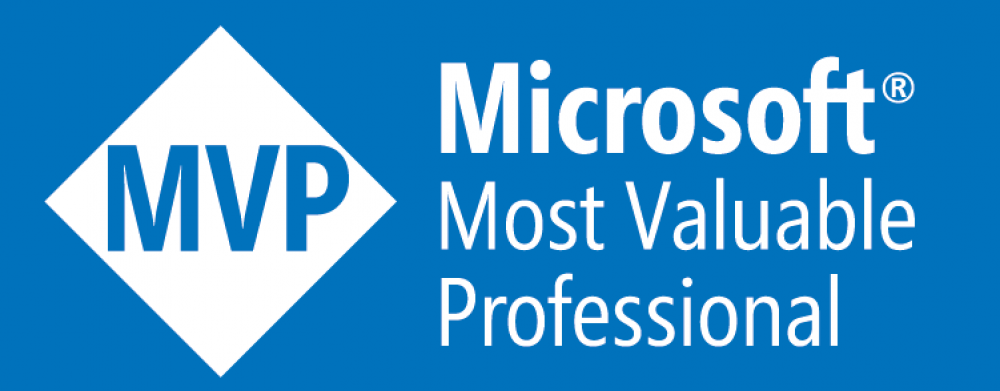 MVP
Microsoft®
Most Valuable
Professional